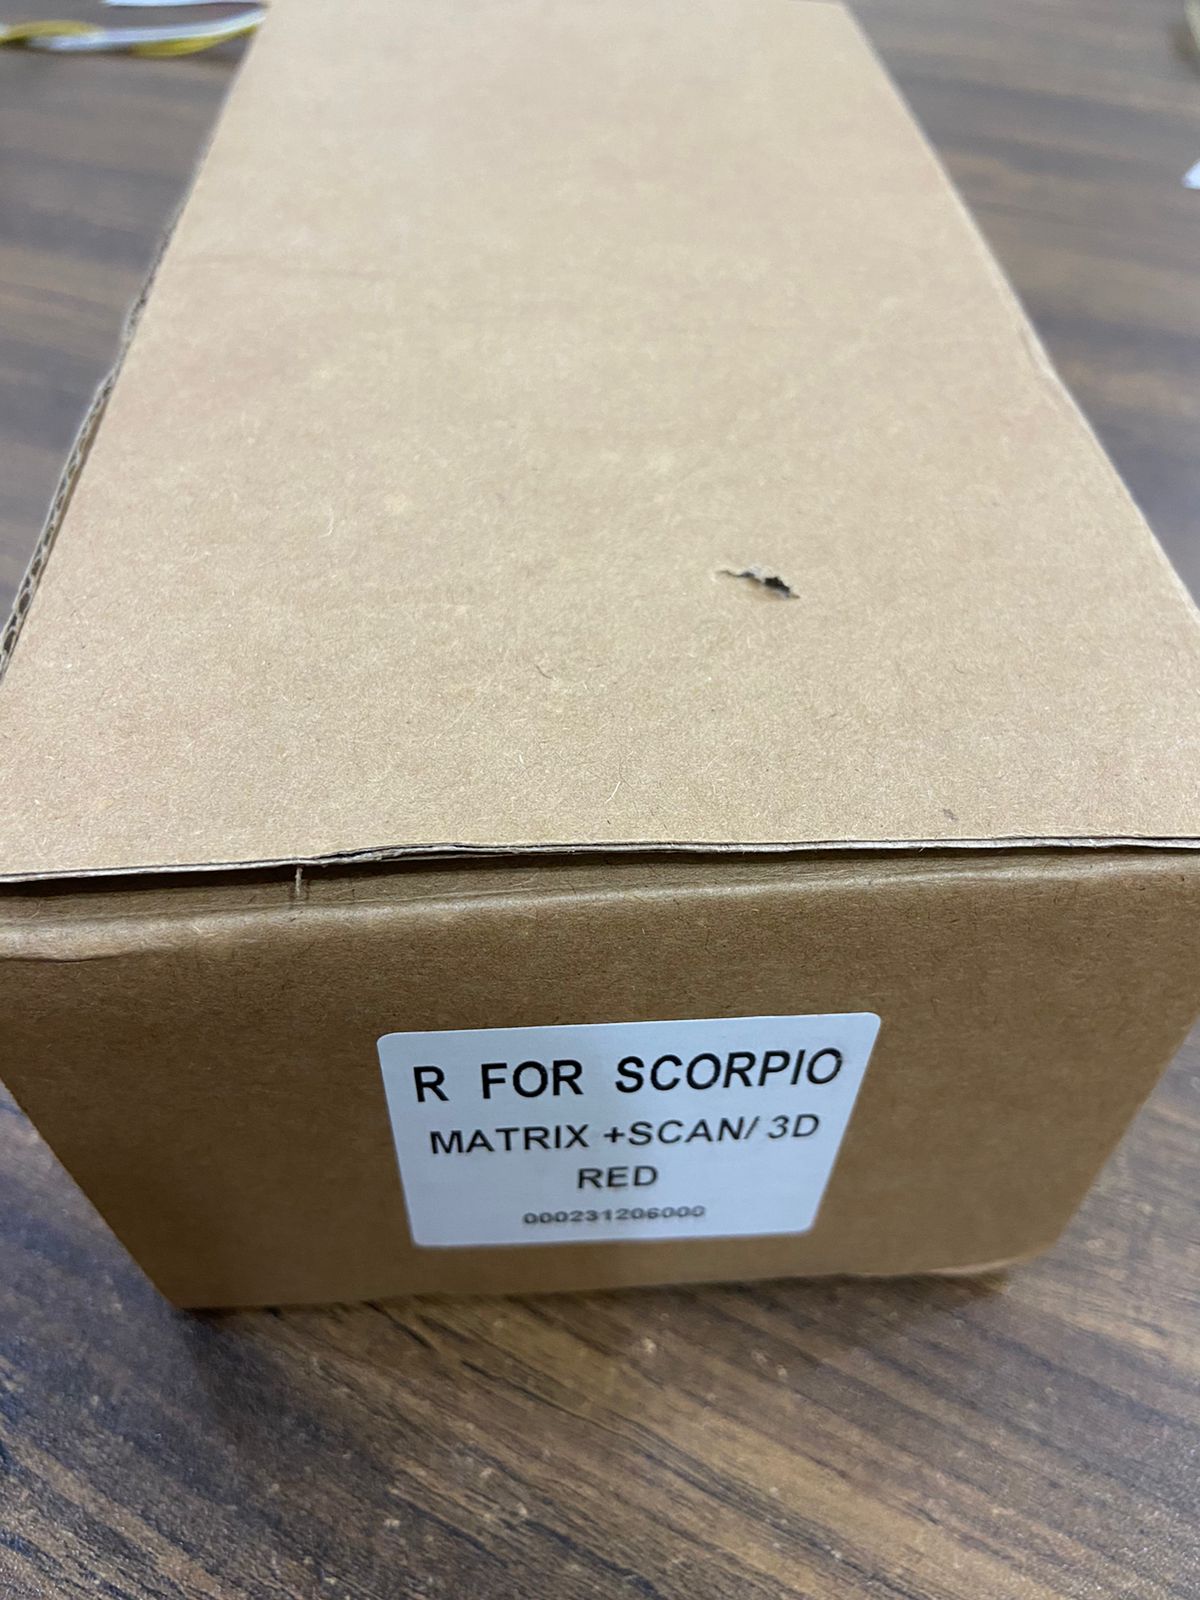 R FOR SCORPIO
MATRIX +SCAN/ 3D
RED
000231206000